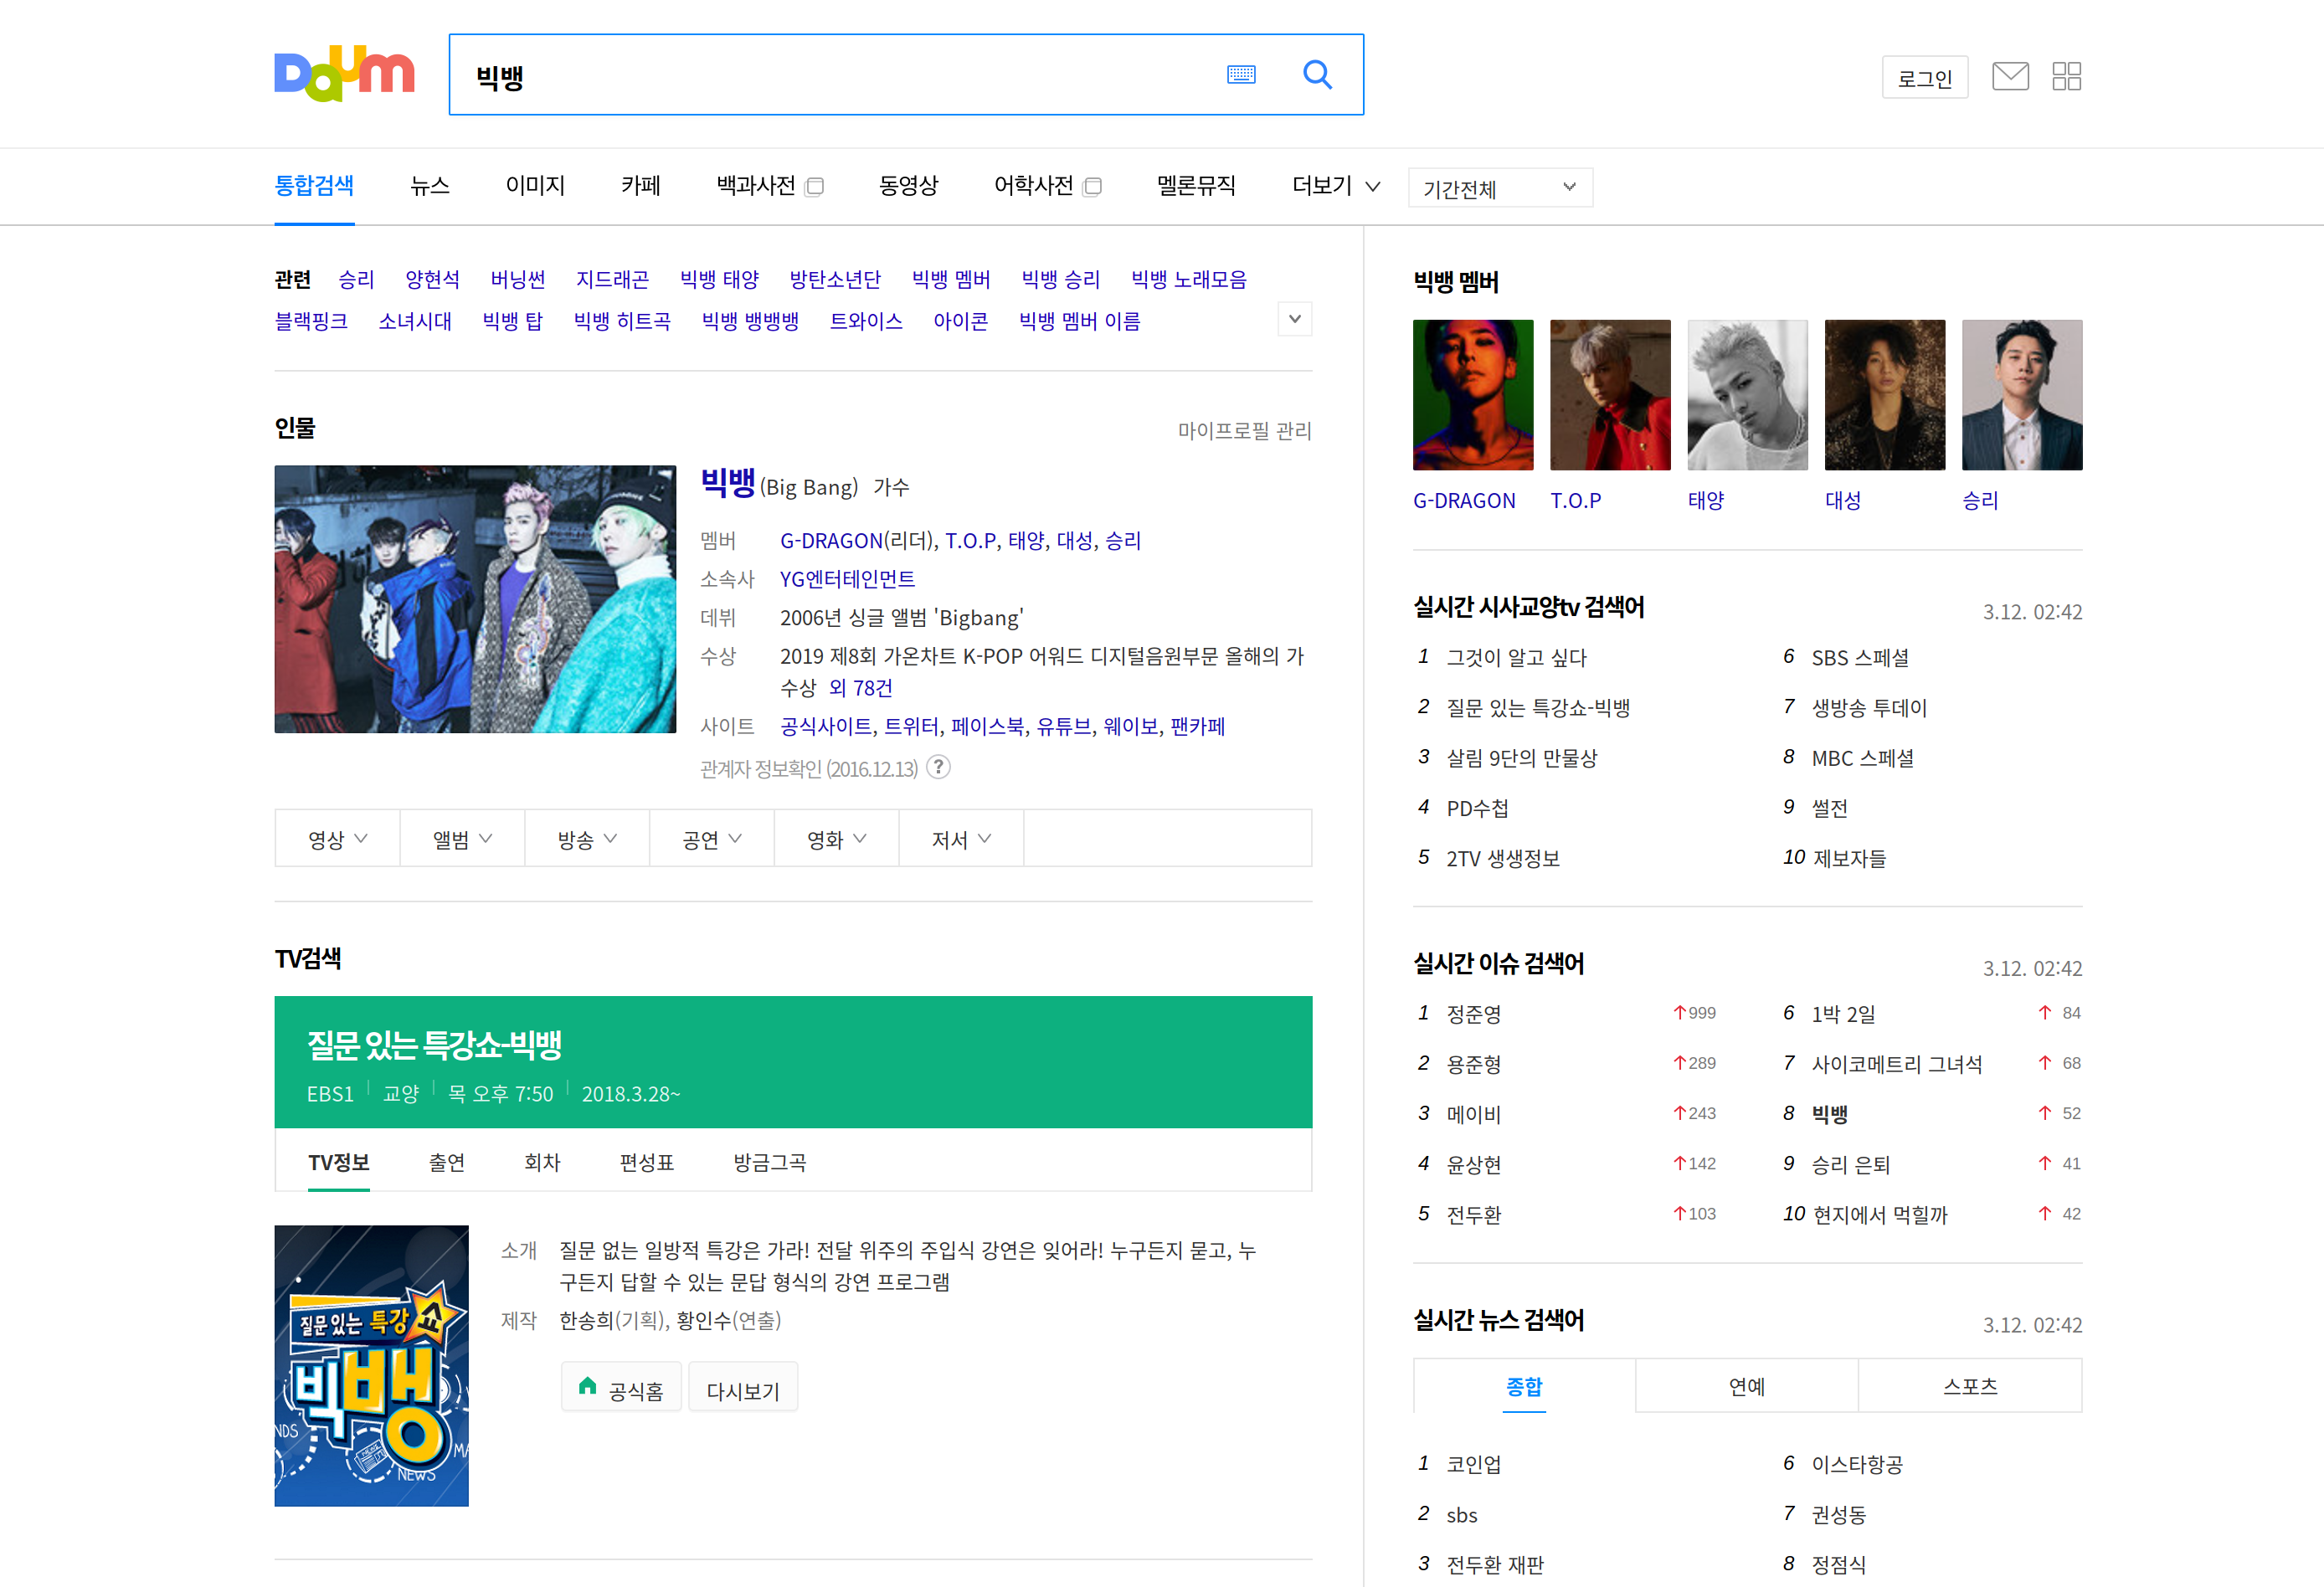 Daum
빅뱅
로그인
통합검색 뉴스 이미지 카페 백과사전 동영상 어학사전 멜론뮤직 더보기 기간전체
관련 승리 양현석 버닝썬 지드래곤 빅뱅 태양 방탄소년단 빅뱅 멤버 빅뱅 승리 빅뱅 노래모음
블랙핑크 소녀시대 빅뱅 탑 빅뱅 히트곡 빅뱅 뱅뱅뱅 트와이스 아이콘 빅뱅 멤버 이름
인물
마이프로필 관리
빅뱅 (Big Bang) 가수
멤버 G-DRAGON(리더), T.O.P, 태양, 대성, 승리
소속사 YG엔터테인먼트
데뷔 2006년 싱글 앨범 'Bigbang'
수상 2019 제8회 가온차트 K-POP 어워드 디지털음원부문 올해의 가
수상 외 78건
사이트 공식사이트, 트위터, 페이스북, 유튜브, 웨이보, 팬카페
관계자 정보확인 (2016.12.13) ?
영상 앨범 방송 공연 영화 저서
TV검색
질문 있는 특강쇼-빅뱅
EBS1 교양 목 오후 7:50 2018.3.28~
TV정보 출연 회차 편성표 방금그곡
질문있는 특강쇼
빅뱅
NDS
MA
NEWS
소개 질문 없는 일방적 특강은 가라! 전달 위주의 주입식 강연은 잊어라! 누구든지 묻고, 누
구든지 답할 수 있는 문답 형식의 강연 프로그램
제작 한송희(기획), 황인수(연출)
공식홈 다시보기
빅뱅 멤버
G-DRAGON T.O.P 태양 대성 승리
실시간 시사교양tv 검색어 3.12. 02:42
1 그것이 알고 싶다 6 SBS 스페셜
2 질문 있는 특강쇼-빅뱅 7 생방송 투데이
3 살림 9단의 만물상 8 MBC 스페셜
4 PD수첩 9 썰전
5 2TV 생생정보 10 제보자들
실시간 이슈 검색어 3.12. 02:42
1 정준영 ↑999 6 1박 2일 ↑ 84
2 용준형 ↑289 7 사이코메트리 그녀석 ↑ 68
3 메이비 ↑243 8 빅뱅 ↑ 52
4 윤상현 ↑142 9 승리 은퇴 ↑ 41
5 전두환 ↑103 10 현지에서 먹힐까 ↑ 42
실시간 뉴스 검색어 3.12. 02:42
종합 연예 스포츠
1 코인업 6 이스타항공
2 sbs 7 권성동
3 전두환 재판 8 정점식